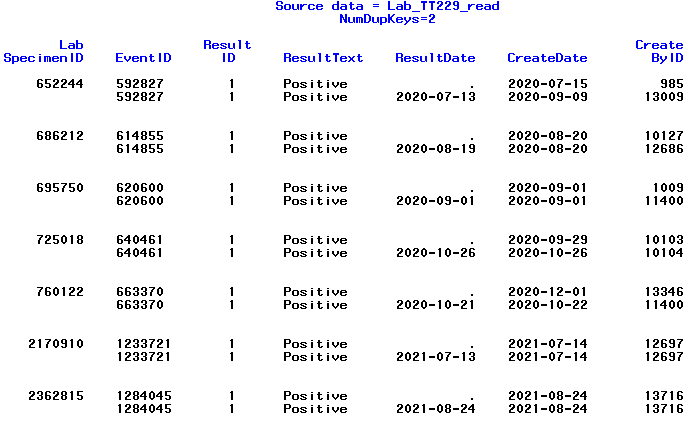 Source data = Lab_TT229_read
NumDupKeys=2
Lab Result Create
SpecimenID EventID ID ResultText ResultDate CreateDate ByID
652244 592827 1 Positive . 2020-07-15 985
592827 1 Positive 2020-07-13 2020-09-09 13009
686212 614855 1 Positive . 2020-08-20 10127
614855 1 Positive 2020-08-19 2020-08-20 12686
695750 620600 1 Positive . 2020-09-01 1009
620600 1 Positive 2020-09-01 2020-09-01 11400
725018 640461 1 Positive . 2020-09-29 10103
640461 1 Positive 2020-10-26 2020-10-26 10104
760122 663370 1 Positive . 2020-12-01 13346
663370 1 Positive 2020-10-21 2020-10-22 11400
2170910 1233721 1 Positive . 2021-07-14 12697
1233721 1 Positive 2021-07-13 2021-07-14 12697
2362815 1284045 1 Positive . 2021-08-24 13716
1284045 1 Positive 2021-08-24 2021-08-24 13716